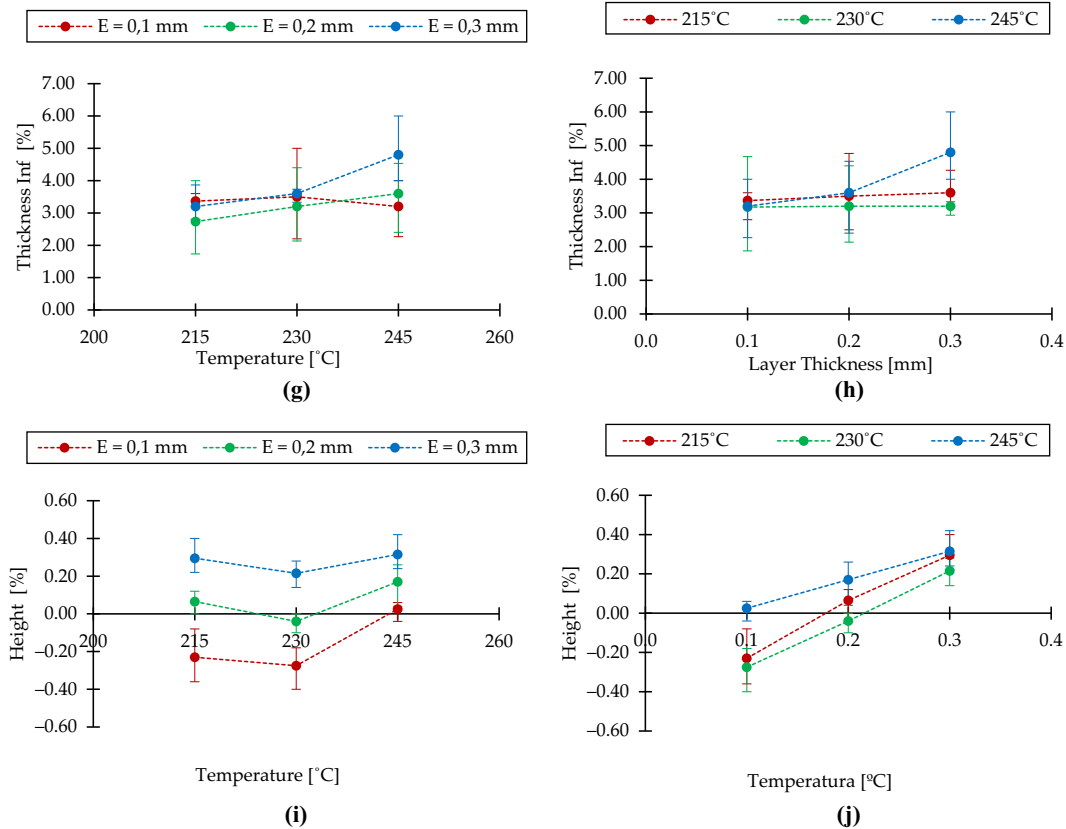 E = 0,1 mm E = 0,2 mm E = 0,3 mm
7.00
6.00
5.00
4.00
3.00
2.00
1.00
0.00
Thickness Inf [%]
200 215 230 245 260
Temperature [˚C]
(g)
215˚C 230˚C 245˚C
7.00
6.00
5.00
4.00
3.00
2.00
1.00
0.00
Thickness Inf [%]
0.0 0.1 0.2 0.3 0.4
Layer Thickness [mm]
(h)
E = 0,1 mm E = 0,2 mm E = 0,3 mm
0.60
0.40
0.20
0.00
–0.20
–0.40
–0.60
Height [%]
200 215 230 245 260
Temperature [˚C]
(i)
215˚C 230˚C 245˚C
0.60
0.40
0.20
0.00
–0.20
–0.40
–0.60
Height [%]
0.0 0.1 0.2 0.3 0.4
Temperatura [ºC]
(j)